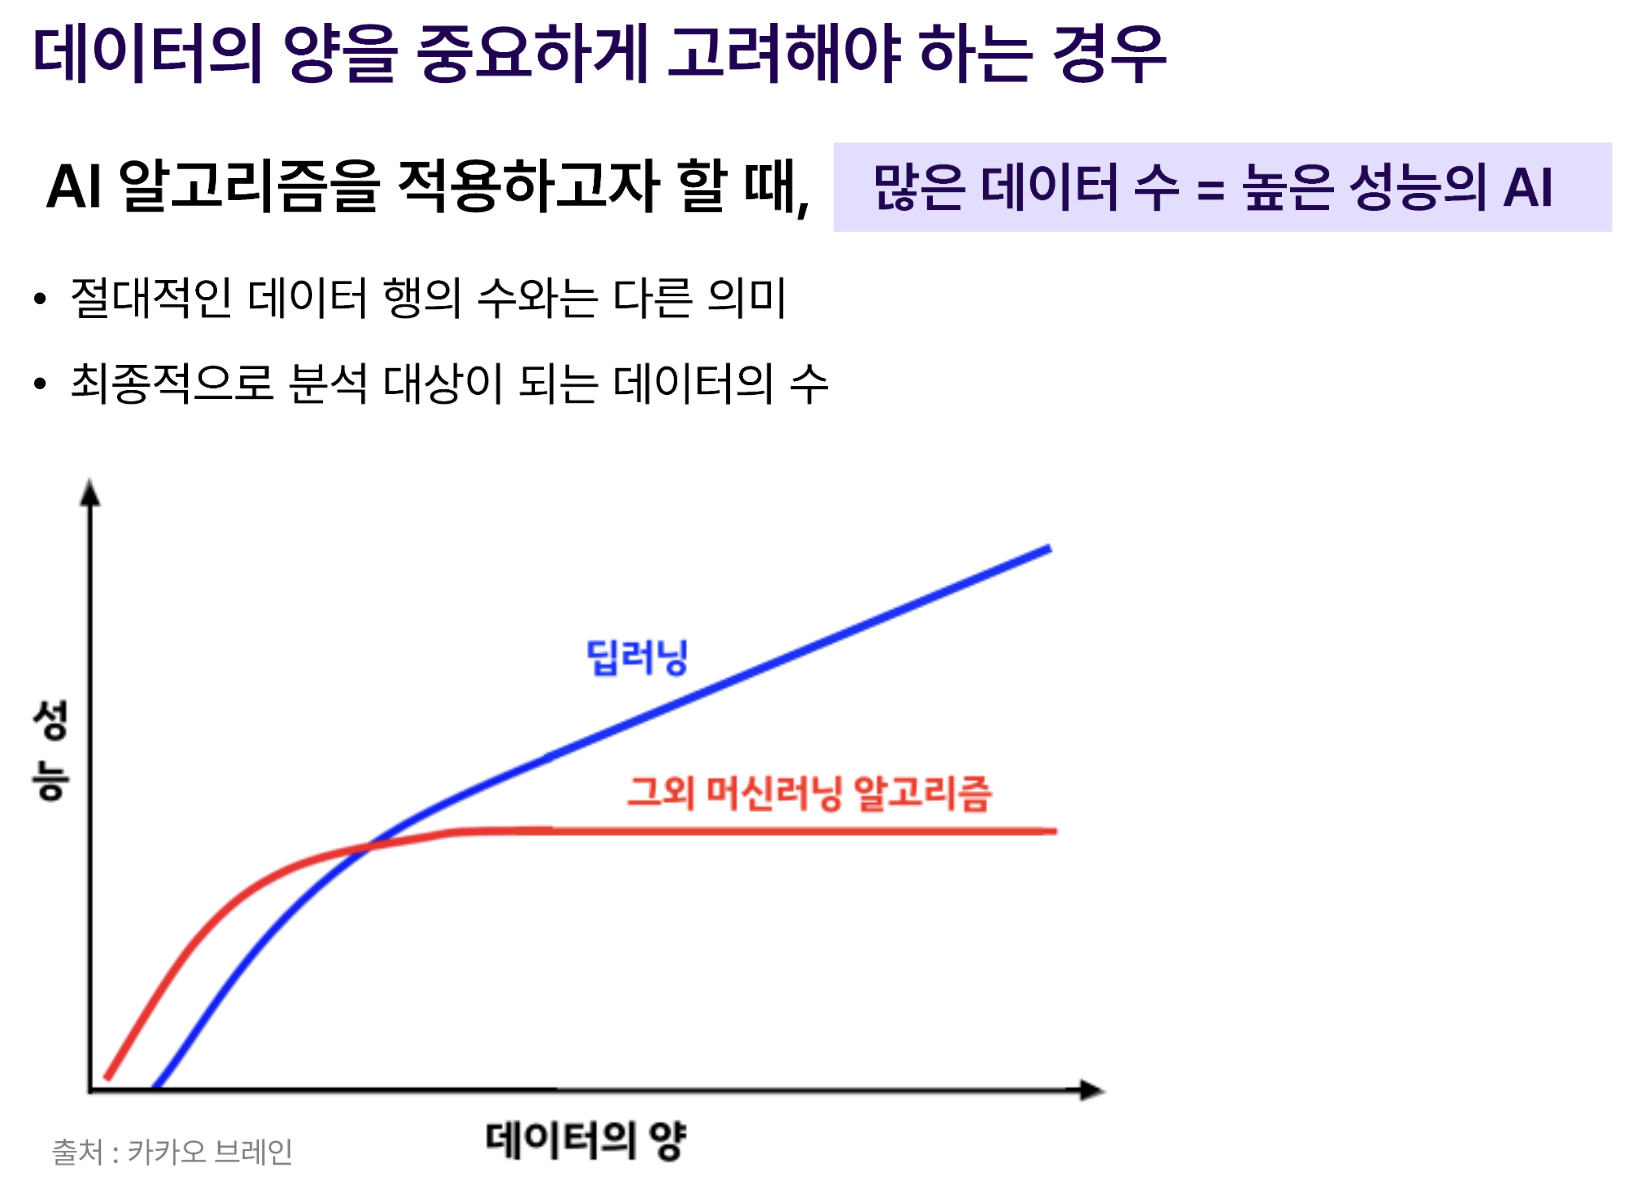 데이터의 양을 중요하게 고려해야 하는 경우
AI 알고리즘을 적용하고자 할 때, 많은 데이터 수 = 높은 성능의 AI
• 절대적인 데이터 행의 수와는 다른 의미
• 최종적으로 분석 대상이 되는 데이터의 수
딥러닝
성능
그외 머신러닝 알고리즘
데이터의 양
출처 : 카카오 브레인